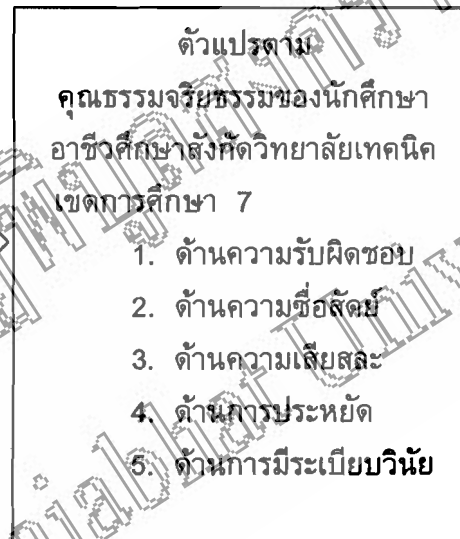 ตัวแปรตาม
คุณธรรมจริยธรรมของนักศึกษา
อาชีวศึกษาสังกัดวิทยาลัยเทคนิค
เขตการศึกษา 7
1. ด้านความรับผิดชอบ
2. ด้านความซื่อสัตย์
3. ด้านความเสียสละ
4. ด้านการประหยัด
5. ด้านการมีระเบียบวินัย